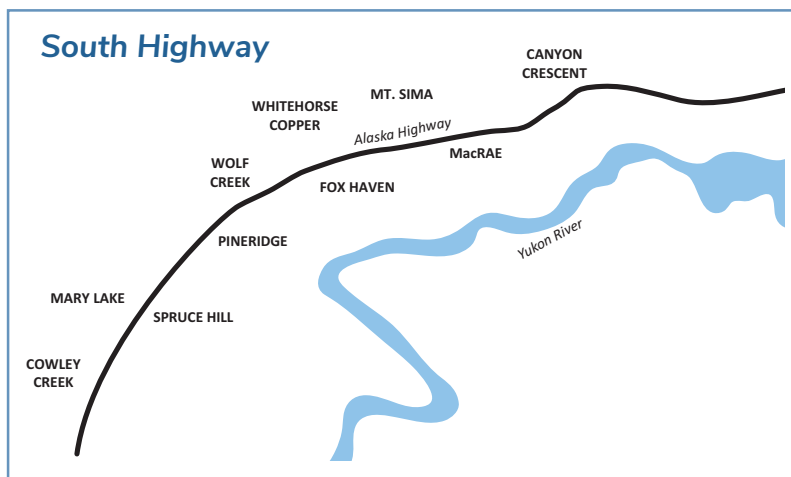 South Highway
CANYON
CRESCENT
MT. SIMA
WHITEHORSE
COPPER
Alaska Highway
MacRAE
WOLF
CREEK
FOX HAVEN
Yukon River
PINERIDGE
MARY LAKE
SPRUCE HILL
COWLEY
CREEK